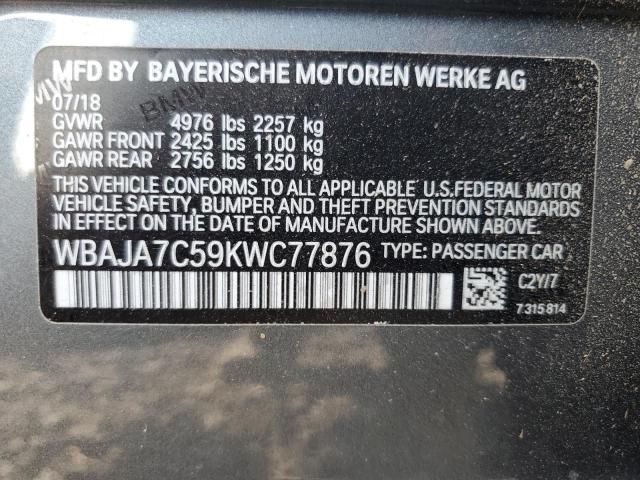 MFD BY BAYERISCHE MOTOREN WERKE AG
07/18
BMW
GVWR 4976 lbs 2257 kg
GAWR FRONT 2425 lbs 1100 kg
GAWR REAR 2756 lbs 1250 kg
THIS VEHICLE CONFORMS TO ALL APPLICABLE U.S.FEDERAL MOTOR
VEHICLE SAFETY, BUMPER AND THEFT PREVENTION STANDARDS
IN EFFECT ON THE DATE OF MANUFACTURE SHOWN ABOVE.
WBAJA7C59KWC77876 TYPE: PASSENGER CAR
C2Y/7
7 315 814